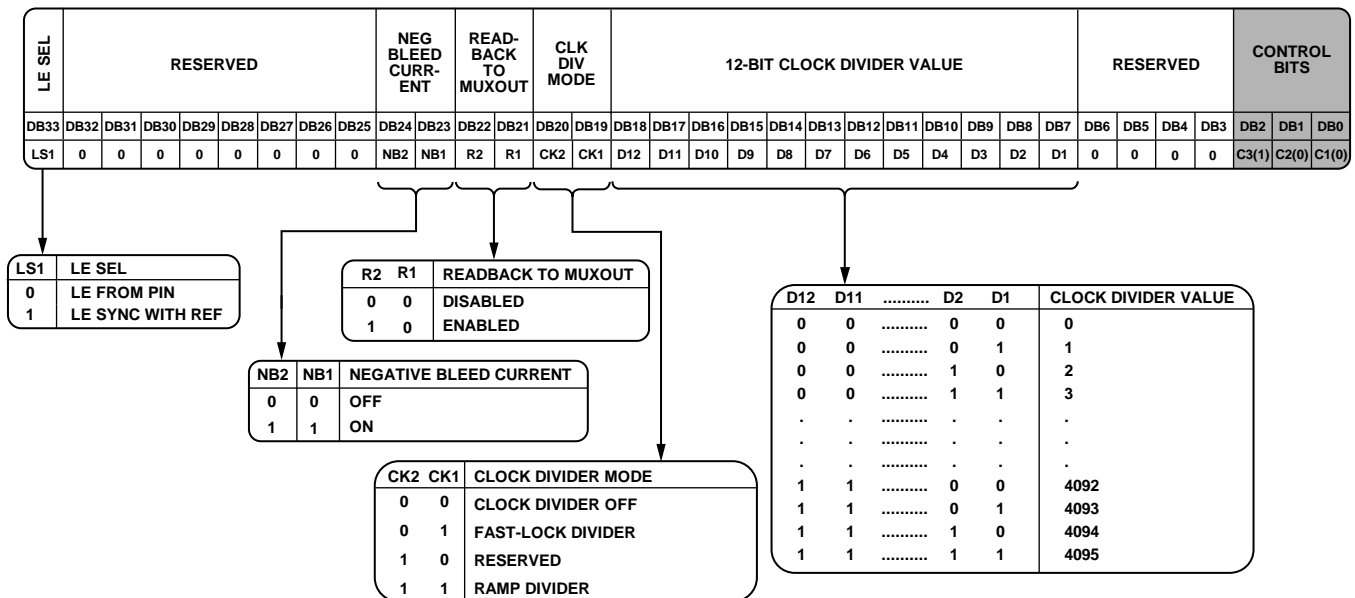 LE SEL
RESERVED
NEG
BLEED
CURR-
ENT
READ-
BACK
TO
MUXOUT
CLK
DIV
MODE
12-BIT CLOCK DIVIDER VALUE
RESERVED
CONTROL
BITS
DB33 DB32 DB31 DB30 DB29 DB28 DB27 DB26 DB25 DB24 DB23 DB22 DB21 DB20 DB19 DB18 DB17 DB16 DB15 DB14 DB13 DB12 DB11 DB10 DB9 DB8 DB7 DB6 DB5 DB4 DB3 DB2 DB1 DB0
LS1 0 0 0 0 0 0 0 0 NB2 NB1 R2 R1 CK2 CK1 D12 D11 D10 D9 D8 D7 D6 D5 D4 D3 D2 D1 0 0 0 0 C3(1) C2(0) C1(0)
LS1 LE SEL
0 LE FROM PIN
1 LE SYNC WITH REF
R2 R1 READBACK TO MUXOUT
0 0 DISABLED
1 0 ENABLED
NB2 NB1 NEGATIVE BLEED CURRENT
0 0 OFF
1 1 ON
CK2 CK1 CLOCK DIVIDER MODE
0 0 CLOCK DIVIDER OFF
0 1 FAST-LOCK DIVIDER
1 0 RESERVED
1 1 RAMP DIVIDER
D12 D11 .......... D2 D1 CLOCK DIVIDER VALUE
0 0 .......... 0 0 0
0 0 .......... 0 1 1
0 0 .......... 1 0 2
0 0 .......... 1 1 3
. . .......... . . .
. . .......... . . .
. . .......... . . .
1 1 .......... 0 0 4092
1 1 .......... 0 1 4093
1 1 .......... 1 0 4094
1 1 .......... 1 1 4095